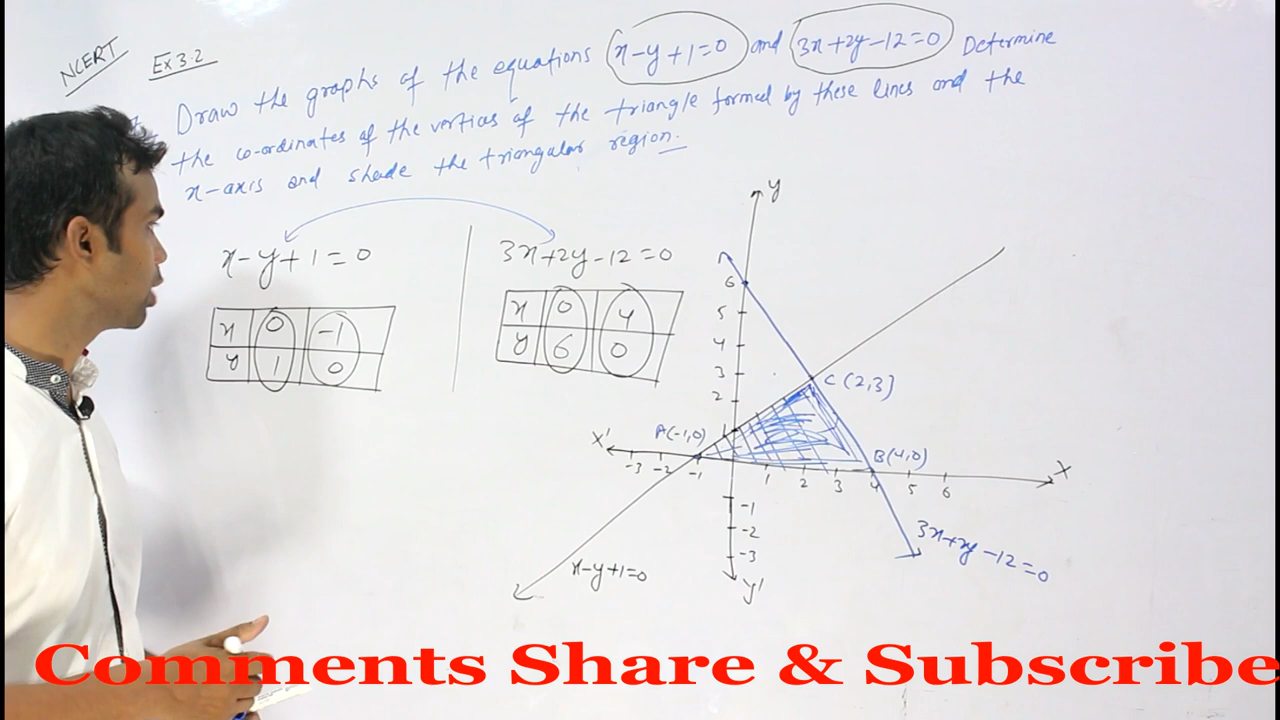 NCERT
Ex 3.2
Draw the graphs of the equations x-y+1=0 and 3x+2y-12=0 Determine
the co-ordinates of the vertices of the triangle formed by these lines and the
x-axis and shade the triangular region.
x-y+1=0
3x+2y-12=0
x 0 -1
y 1 0
x 0 4
y 6 0
y
6
5
4
3
2
1
C(2,3)
A(-1,0)
B(4,0)
X'
X
-3 -2 -1 1 2 3 4 5 6
-1
-2
-3
y'
x-y+1=0
3x+2y-12=0
Comments Share & Subscribe